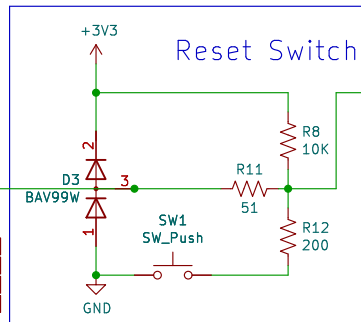 +3V3
Reset Switch
2
R8
10K
D3
3
R11
BAV99W
51
1
SW1
SW_Push
R12
200
GND